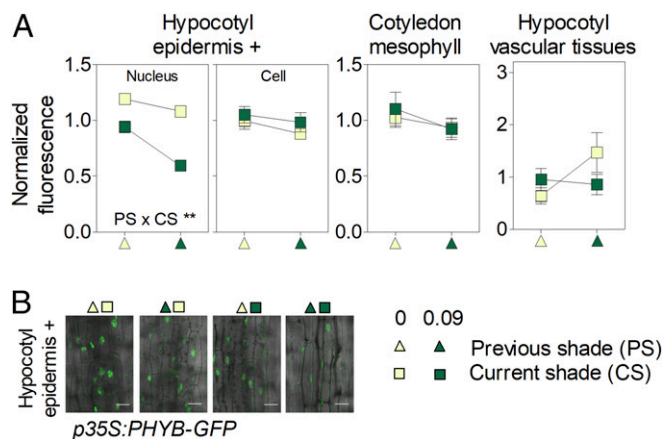 A
Hypocotyl
epidermis +
Cotyledon
mesophyll
Hypocotyl
vascular tissues
Normalized
fluorescence
1.5
1.0
0.5
0.0
Nucleus
PS x CS **
Cell
1.5
1.0
0.5
0.0
3
2
1
0
B
Hypocotyl
epidermis +
p35S:PHYB-GFP
0 0.09
Previous shade (PS)
Current shade (CS)